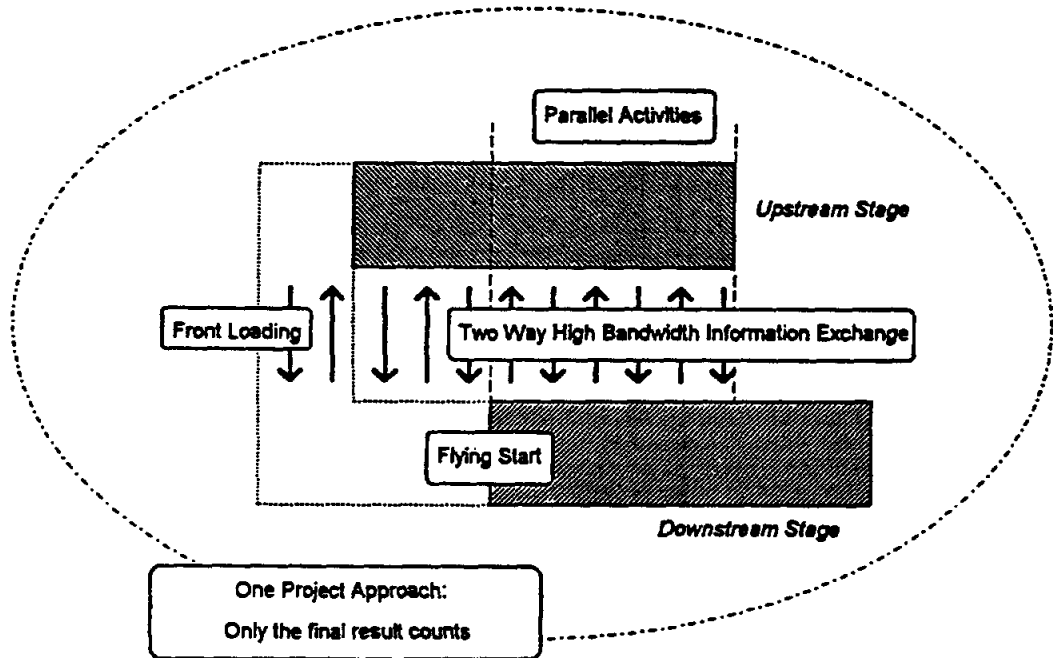 Parallel Activities
Upstream Stage
Front Loading
Two Way High Bandwidth Information Exchange
Flying Start
Downstream Stage
One Project Approach:
Only the final result counts